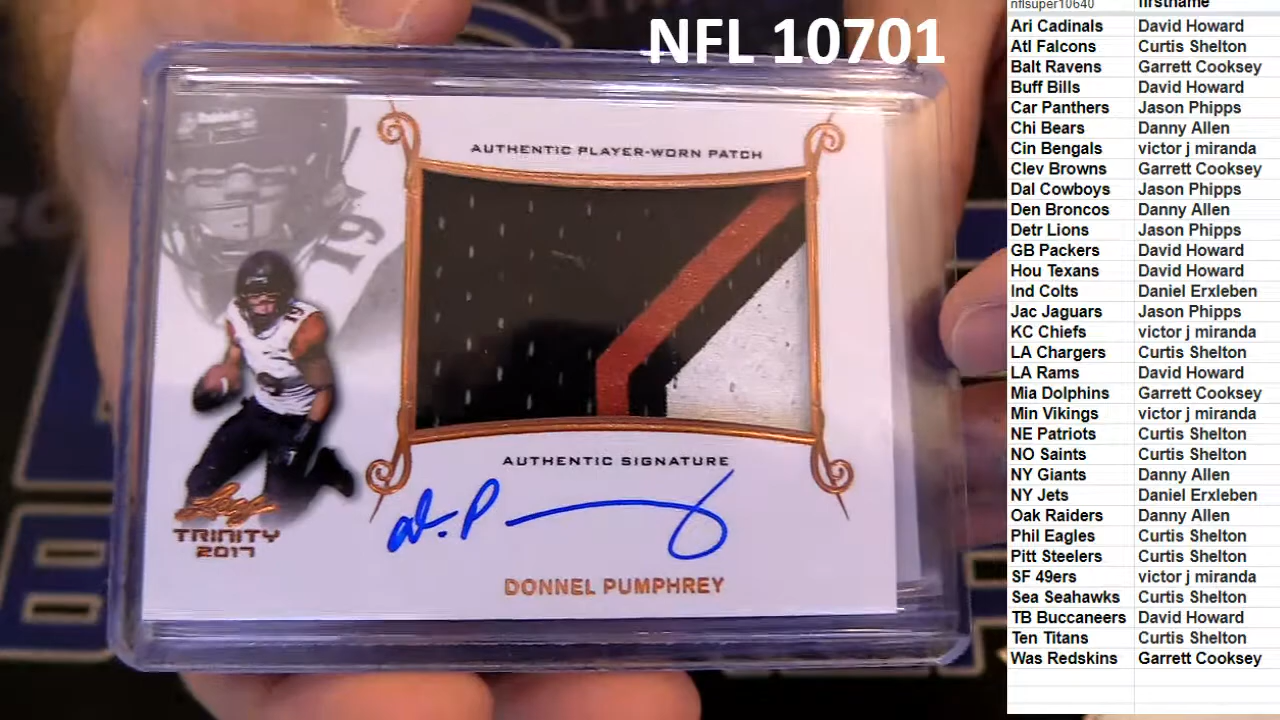 NFL 10701
AUTHENTIC PLAYER-WORN PATCH
19
19
AUTHENTIC SIGNATURE
Leaf
TRINITY
2017
DONNEL PUMPHREY
nflsuper10640 firstname
Ari Cadinals David Howard
Atl Falcons Curtis Shelton
Balt Ravens Garrett Cooksey
Buff Bills David Howard
Car Panthers Jason Phipps
Chi Bears Danny Allen
Cin Bengals victor j miranda
Clev Browns Garrett Cooksey
Dal Cowboys Jason Phipps
Den Broncos Danny Allen
Detr Lions Jason Phipps
GB Packers David Howard
Hou Texans David Howard
Ind Colts Daniel Erxleben
Jac Jaguars Jason Phipps
KC Chiefs victor j miranda
LA Chargers Curtis Shelton
LA Rams David Howard
Mia Dolphins Garrett Cooksey
Min Vikings victor j miranda
NE Patriots Curtis Shelton
NO Saints Curtis Shelton
NY Giants Danny Allen
NY Jets Daniel Erxleben
Oak Raiders Danny Allen
Phil Eagles Curtis Shelton
Pitt Steelers Curtis Shelton
SF 49ers victor j miranda
Sea Seahawks Curtis Shelton
TB Buccaneers David Howard
Ten Titans Curtis Shelton
Was Redskins Garrett Cooksey